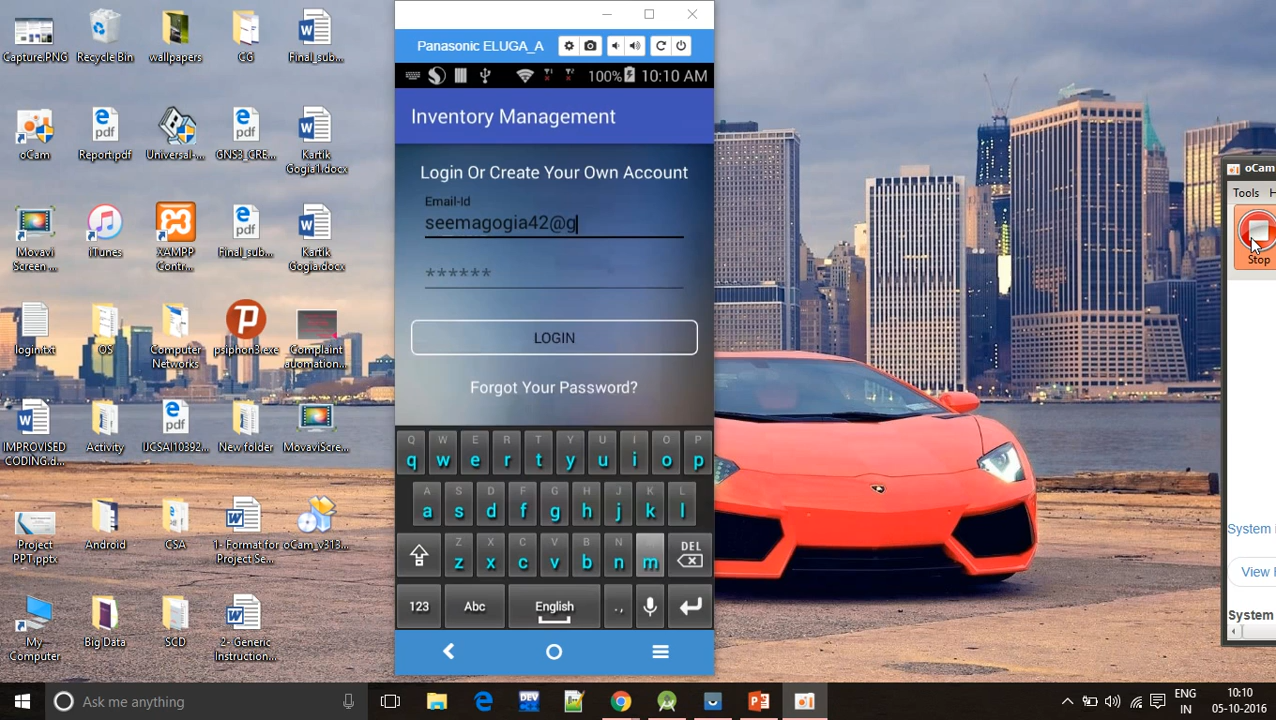 Capture.PNG
Recycle Bin
wallpapers
CG
Final_sub...
oCam
Report.pdf
Universal-...
GNS3_CRE...
Kartik
Gogia1.docx
Movavi
Screen ...
iTunes
XAMPP
Contr...
Final_sub...
Kartik
Gogia.docx
login.txt
OS
Computer
Networks
psiphon3.exe
Complaint
automation...
IMPROVISED
CODING.d...
Activity
UCSAI10392...
New folder
MovaviScre...
Project
PPT.pptx
Android
CSA
1- Format for
Project Se...
oCam_v313...
My
Computer
Big Data
SCD
2- Generic
Instruction...
Panasonic ELUGA_A
100% 10:10 AM
Inventory Management
Login Or Create Your Own Account
Email-Id
seemagogia42@g
******
LOGIN
Forgot Your Password?
Q W E R T Y U I O P
q w e r t y u i o p
A S D F G H J K L
a s d f g h j k l
Z X C V B N M DEL
z x c v b n m
123 Abc English .,
oCam
Tools H
Stop
System
View
System
Ask me anything
DEV
ENG
IN
10:10
05-10-2016